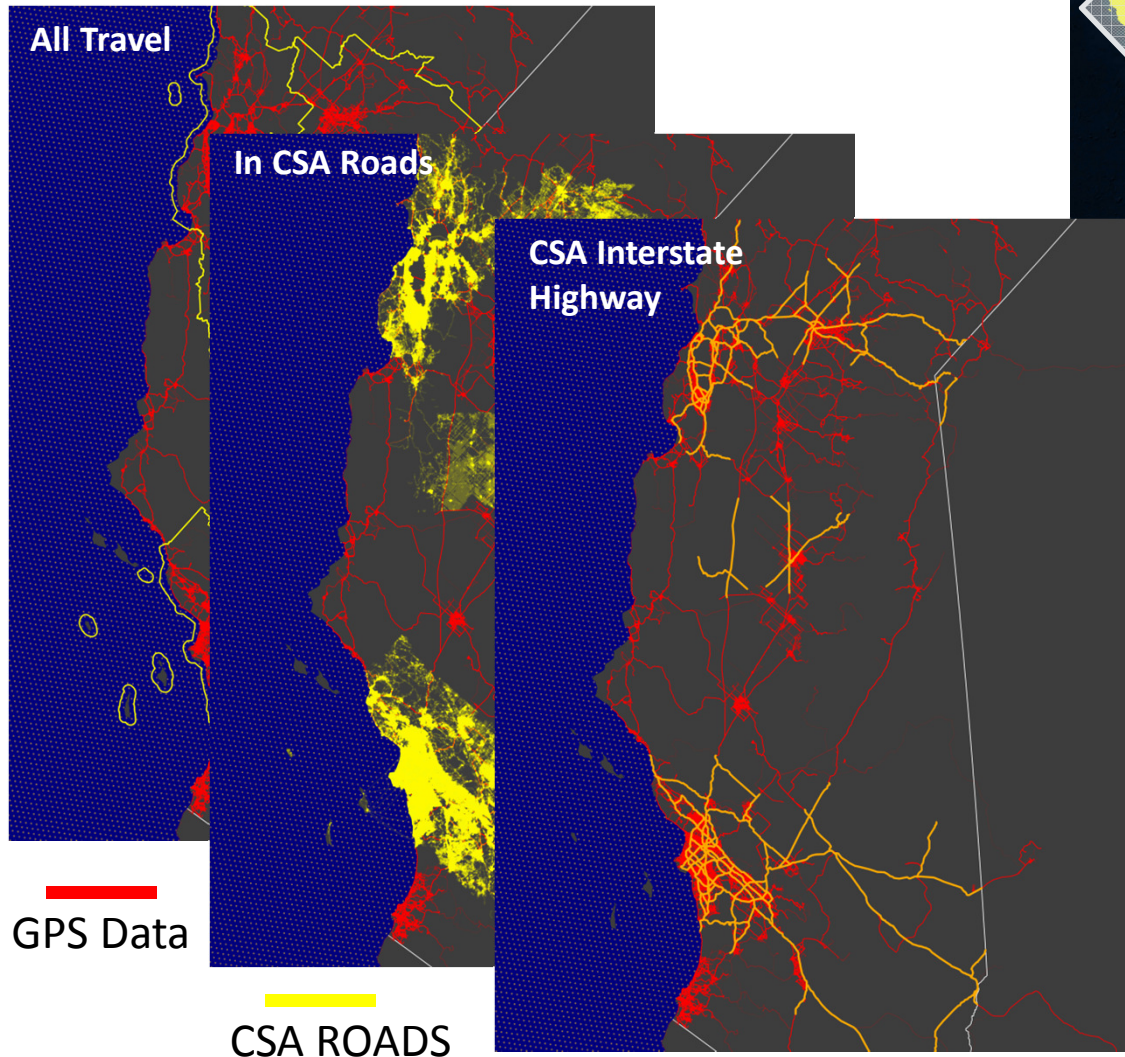 All Travel
In CSA Roads
CSA Interstate
Highway
GPS Data
CSA ROADS